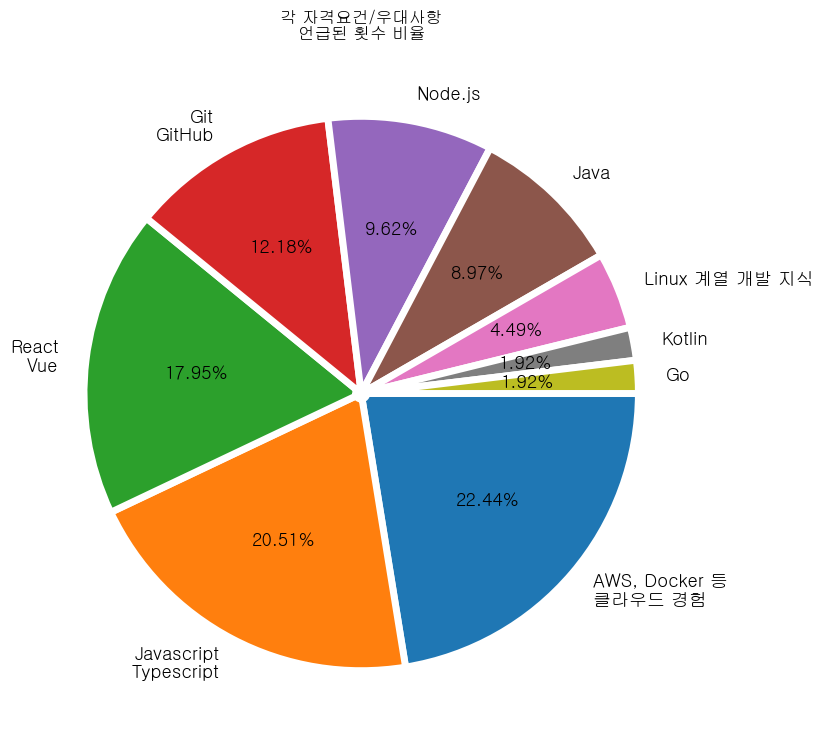 각 자격요건/우대사항
언급된 횟수 비율
Node.js
Git
GitHub
Java
9.62%
12.18%
8.97%
Linux 계열 개발 지식
4.49%
Kotlin
1.92%
React
Vue
17.95%
Go
1.92%
22.44%
20.51%
AWS, Docker 등
클라우드 경험
Javascript
Typescript